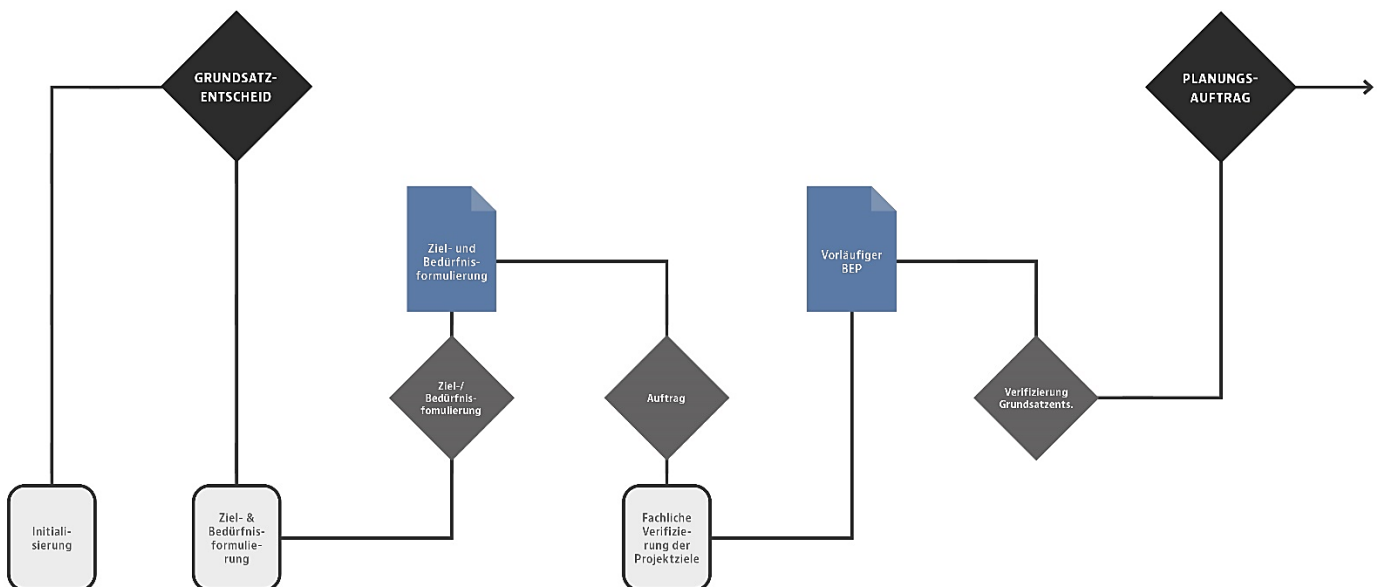 GRUNDSATZ-
ENTSCHEID
PLANUNGS-
AUFTRAG
Ziel- und
Bedürfnis-
formulierung
Vorläufiger
BEP
Ziel-/
Bedürfnis-
fomulierung
Auftrag
Verifizierung
Grundsatzents.
Initiali-
sierung
Ziel- &
Bedürfnis-
formulie-
rung
Fachliche
Verifizie-
rung der
Projektziele